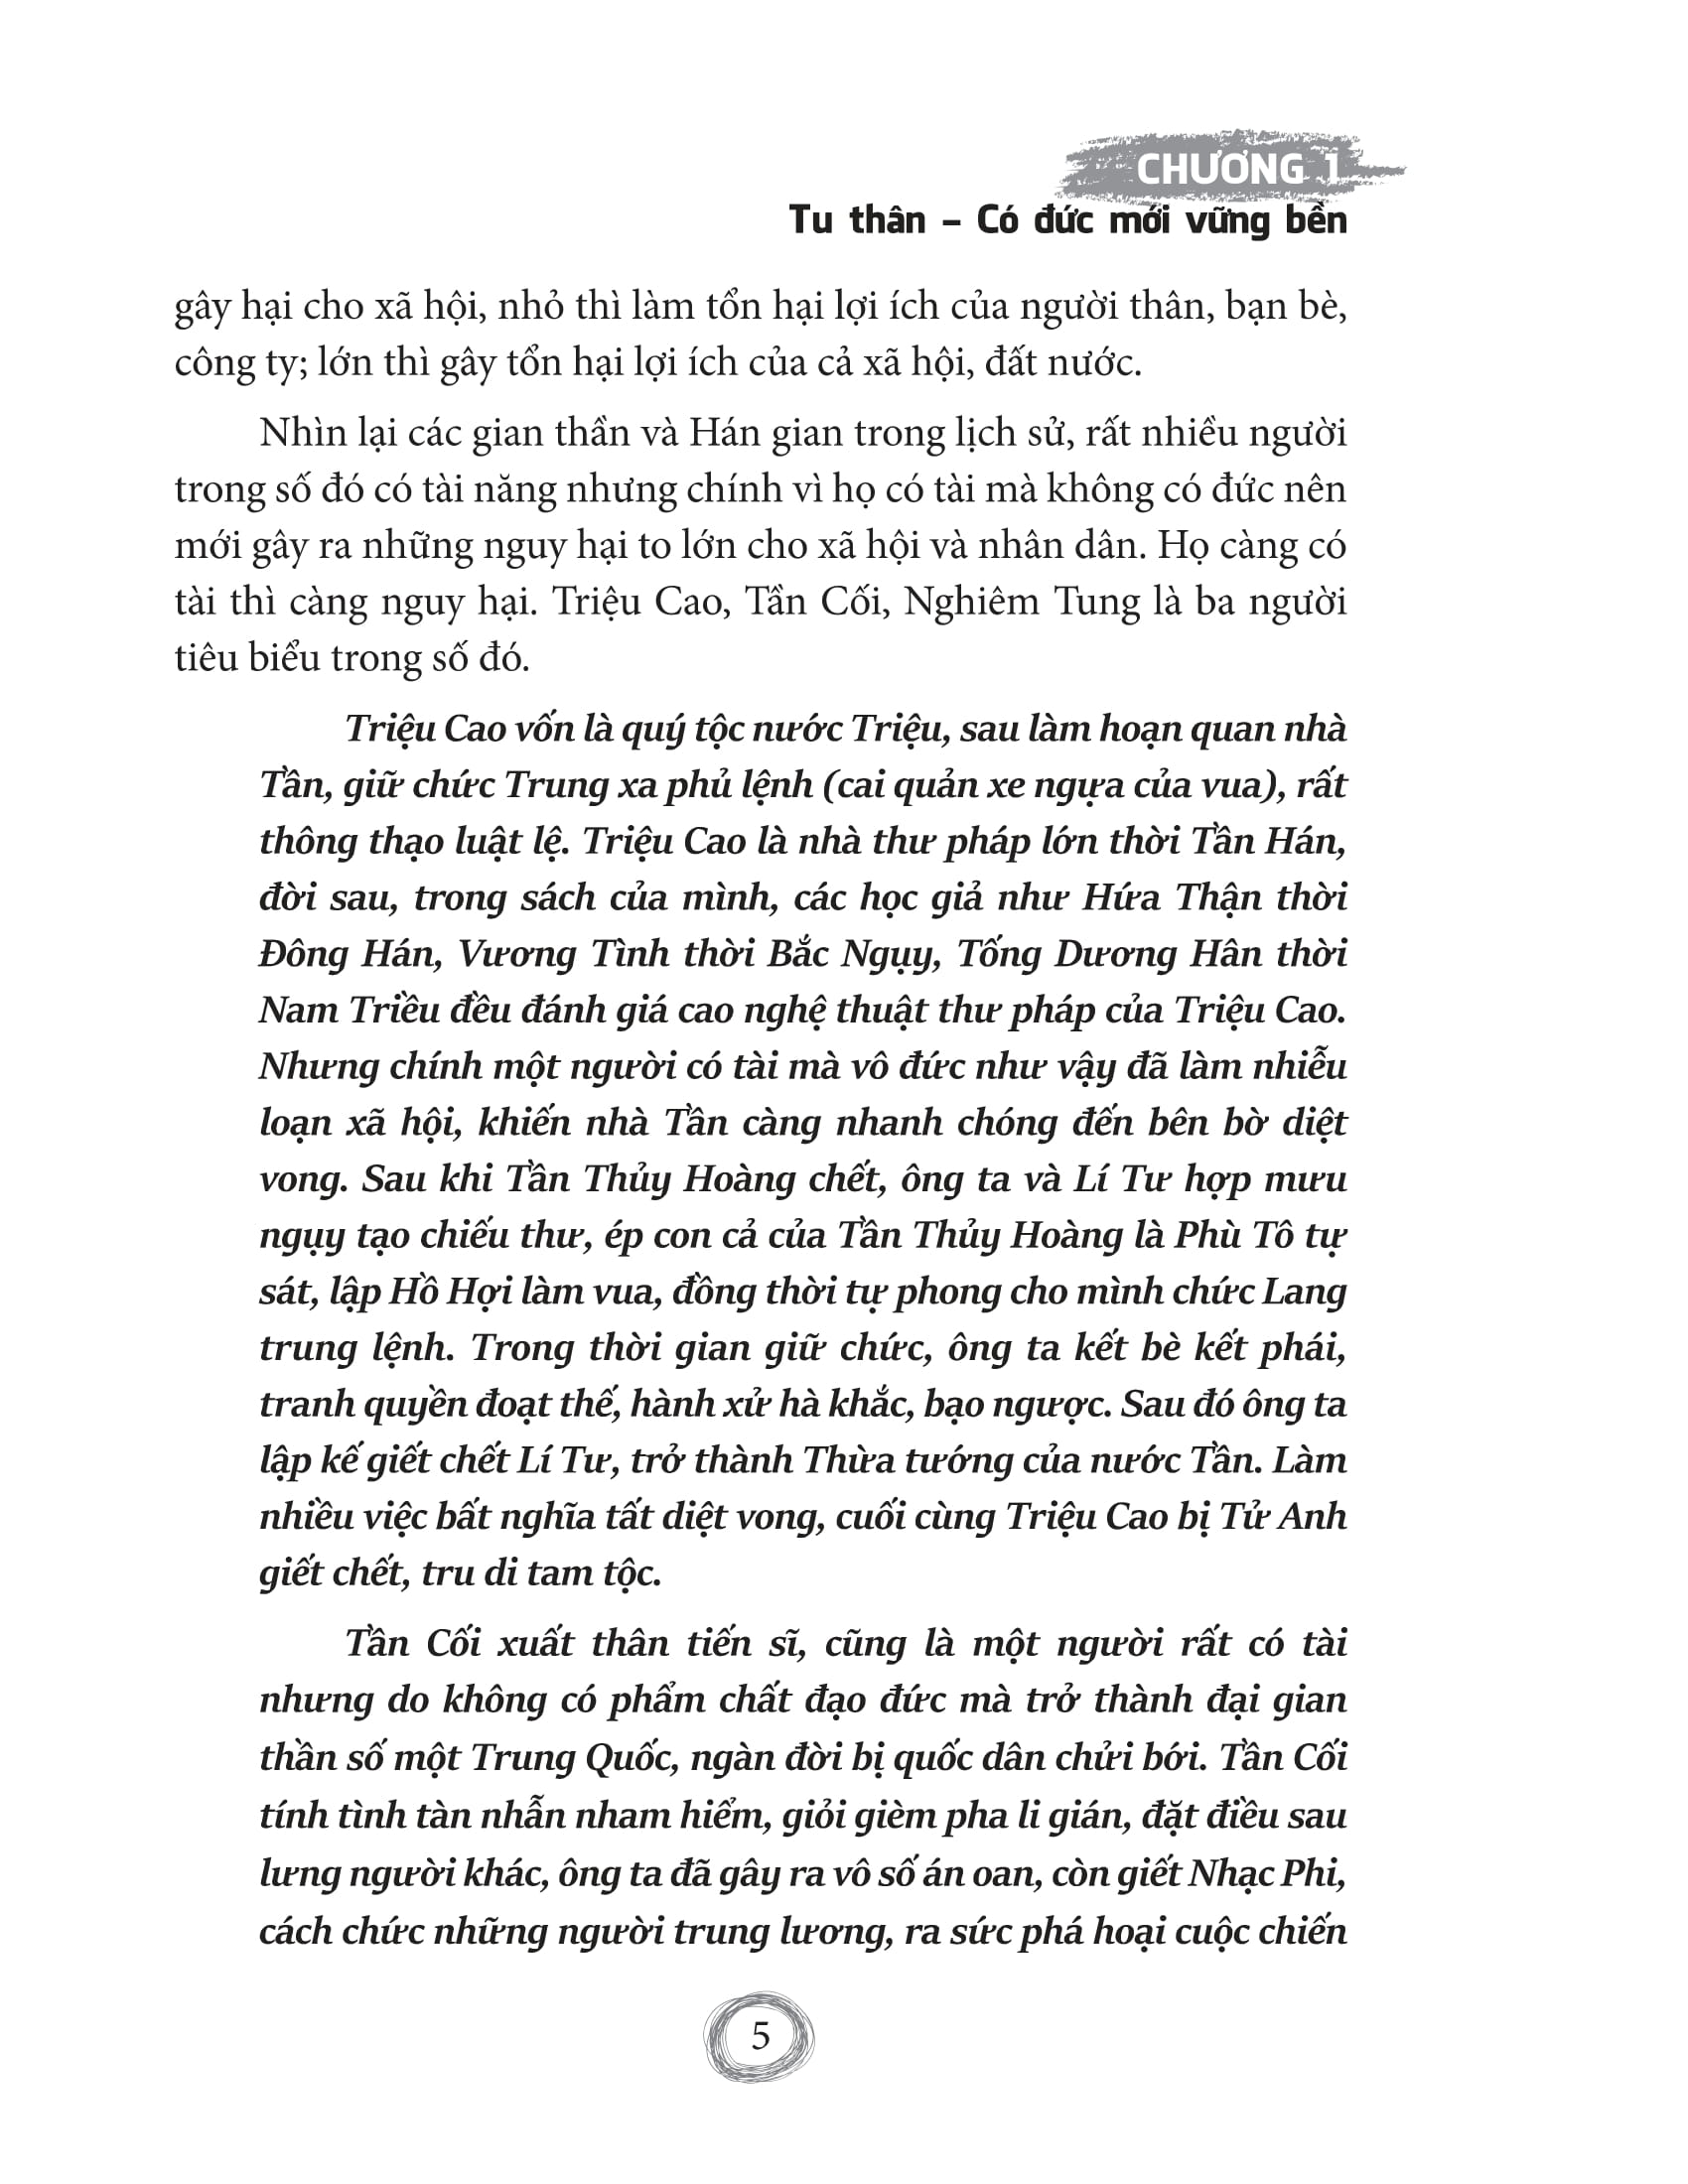 CHƯƠNG 1
Tu thân – Có đức mới vững bền
gây hại cho xã hội, nhỏ thì làm tổn hại lợi ích của người thân, bạn bè,
công ty; lớn thì gây tổn hại lợi ích của cả xã hội, đất nước.
Nhìn lại các gian thần và Hán gian trong lịch sử, rất nhiều người
trong số đó có tài năng nhưng chính vì họ có tài mà không có đức nên
mới gây ra những nguy hại to lớn cho xã hội và nhân dân. Họ càng có
tài thì càng nguy hại. Triệu Cao, Tần Cối, Nghiêm Tung là ba người
tiêu biểu trong số đó.
Triệu Cao vốn là quý tộc nước Triệu, sau làm hoạn quan nhà
Tần, giữ chức Trung xa phủ lệnh (cai quản xe ngựa của vua), rất
thông thạo luật lệ. Triệu Cao là nhà thư pháp lớn thời Tần Hán,
đời sau, trong sách của mình, các học giả như Hứa Thận thời
Đông Hán, Vương Tình thời Bắc Ngụy, Tống Dương Hân thời
Nam Triều đều đánh giá cao nghệ thuật thư pháp của Triệu Cao.
Nhưng chính một người có tài mà vô đức như vậy đã làm nhiễu
loạn xã hội, khiến nhà Tần càng nhanh chóng đến bên bờ diệt
vong. Sau khi Tần Thủy Hoàng chết, ông ta và Lí Tư hợp mưu
ngụy tạo chiếu thư, ép con cả của Tần Thủy Hoàng là Phù Tô tự
sát, lập Hồ Hợi làm vua, đồng thời tự phong cho mình chức Lang
trung lệnh. Trong thời gian giữ chức, ông ta kết bè kết phái,
tranh quyền đoạt thế, hành xử hà khắc, bạo ngược. Sau đó ông ta
lập kế giết chết Lí Tư, trở thành Thừa tướng của nước Tần. Làm
nhiều việc bất nghĩa tất diệt vong, cuối cùng Triệu Cao bị Tử Anh
giết chết, tru di tam tộc.
Tần Cối xuất thân tiến sĩ, cũng là một người rất có tài
nhưng do không có phẩm chất đạo đức mà trở thành đại gian
thần số một Trung Quốc, ngàn đời bị quốc dân chửi bới. Tần Cối
tính tình tàn nhẫn nham hiểm, giỏi gièm pha li gián, đặt điều sau
lưng người khác, ông ta đã gây ra vô số án oan, còn giết Nhạc Phi,
cách chức những người trung lương, ra sức phá hoại cuộc chiến
5